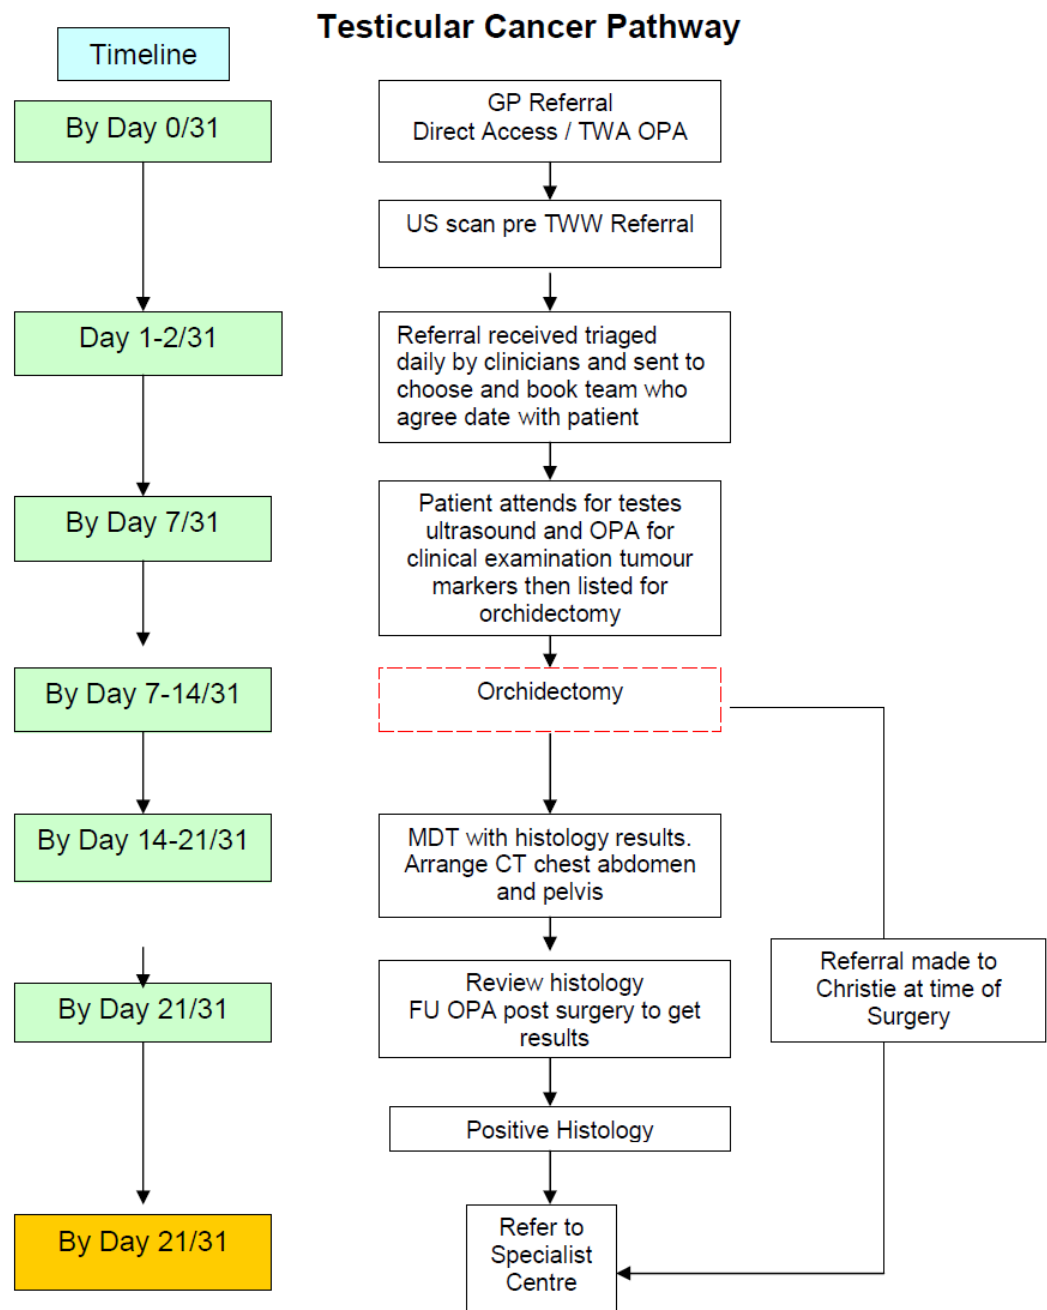 Testicular Cancer Pathway
Timeline
By Day 0/31
GP Referral
Direct Access / TWA OPA
US scan pre TWW Referral
Day 1-2/31
Referral received triaged
daily by clinicians and sent to
choose and book team who
agree date with patient
By Day 7/31
Patient attends for testes
ultrasound and OPA for
clinical examination tumour
markers then listed for
orchidectomy
By Day 7-14/31
Orchidectomy
By Day 14-21/31
MDT with histology results.
Arrange CT chest abdomen
and pelvis
By Day 21/31
Review histology
FU OPA post surgery to get
results
Referral made to
Christie at time of
Surgery
Positive Histology
By Day 21/31
Refer to
Specialist
Centre